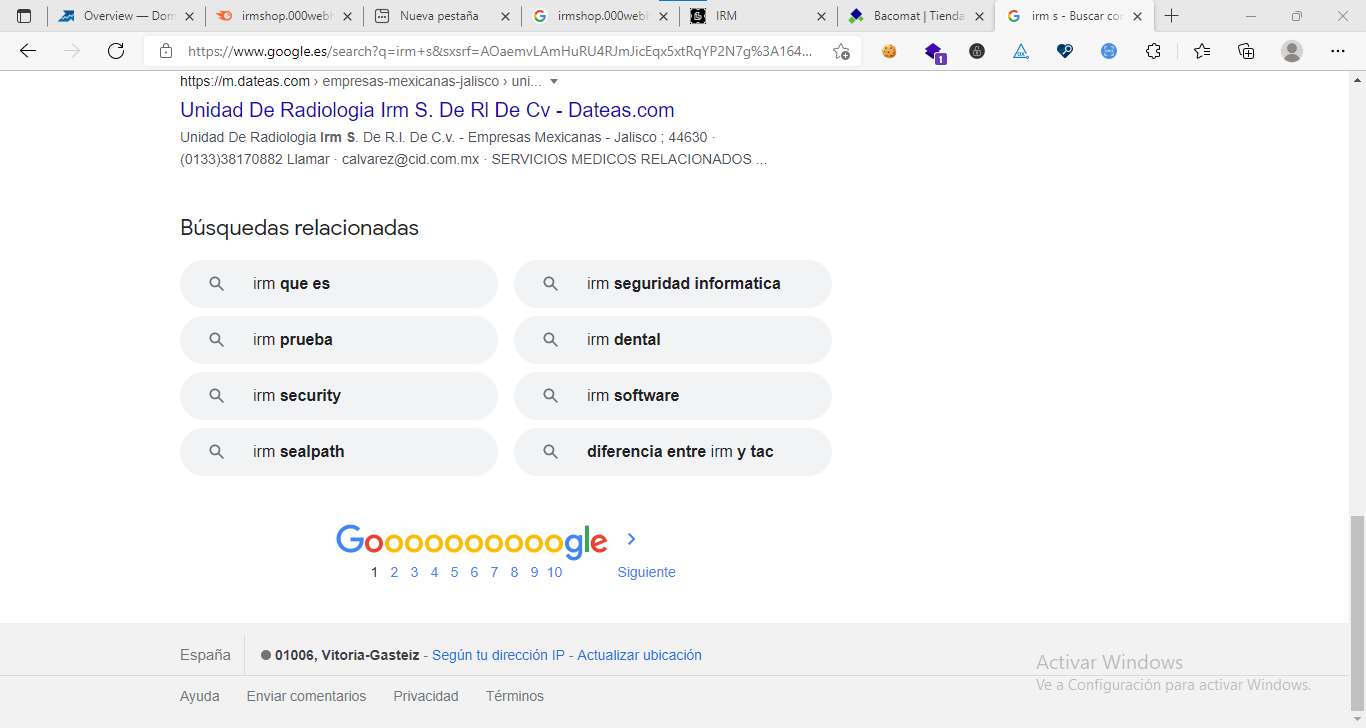 Overview — Dom
irmshop.000webh
Nueva pestaña
irmshop.000webh
IRM
Bacomat | Tienda
irm s - Buscar con
https://www.google.es/search?q=irm+s&sxsrf=AOaemvLAmHuRU4RJmJicEqx5xtRqYP2N7g%3A164...
1
https://m.dateas.com › empresas-mexicanas-jalisco › uni...
Unidad De Radiologia Irm S. De Rl De Cv - Dateas.com
Unidad De Radiologia Irm S. De R.l. De C.v. - Empresas Mexicanas - Jalisco ; 44630 ·
(0133)38170882 Llamar · calvarez@cid.com.mx · SERVICIOS MEDICOS RELACIONADOS ...
Búsquedas relacionadas
irm que es
irm seguridad informatica
irm prueba
irm dental
irm security
irm software
irm sealpath
diferencia entre irm y tac
Goooooooooogle
1 2 3 4 5 6 7 8 9 10 Siguiente
España
01006, Vitoria-Gasteiz - Según tu dirección IP - Actualizar ubicación
Activar Windows
Ve a Configuración para activar Windows.
Ayuda Enviar comentarios Privacidad Términos